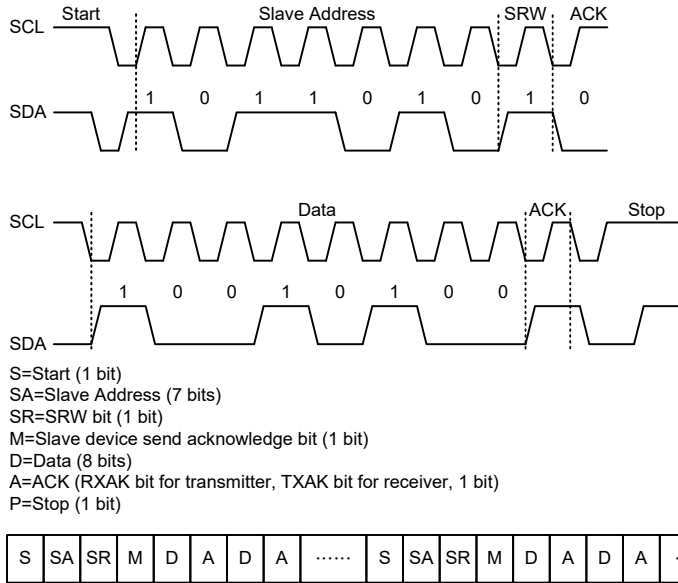 Start Slave Address SRW ACK
SCL
1 0 1 1 0 1 0 1 0
SDA
Data ACK Stop
SCL
1 0 0 1 0 1 0 0
SDA
S=Start (1 bit)
SA=Slave Address (7 bits)
SR=SRW bit (1 bit)
M=Slave device send acknowledge bit (1 bit)
D=Data (8 bits)
A=ACK (RXAK bit for transmitter, TXAK bit for receiver, 1 bit)
P=Stop (1 bit)
S SA SR M D A D A ...... S SA SR M D A D A